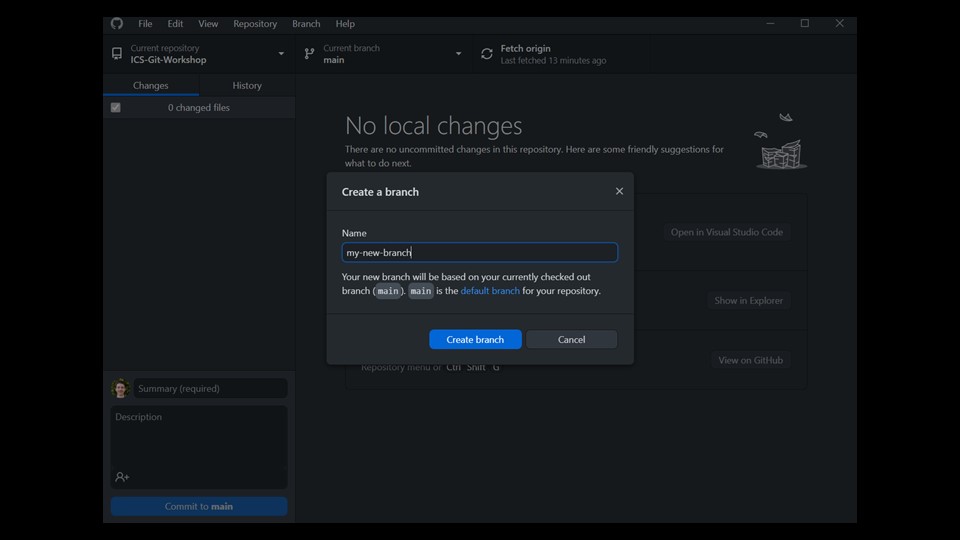 File Edit View Repository Branch Help
Current repository
ICS-Git-Workshop
Current branch
main
Fetch origin
Last fetched 13 minutes ago
Changes History
0 changed files
No local changes
There are no uncommitted changes in this repository. Here are some friendly suggestions for
what to do next.
Create a branch
Name
my-new-branch
Your new branch will be based on your currently checked out
branch (main). main is the default branch for your repository.
Create branch Cancel
Open in Visual Studio Code
Show in Explorer
View on GitHub
Repository menu or Ctrl Shift G
Summary (required)
Description
Commit to main